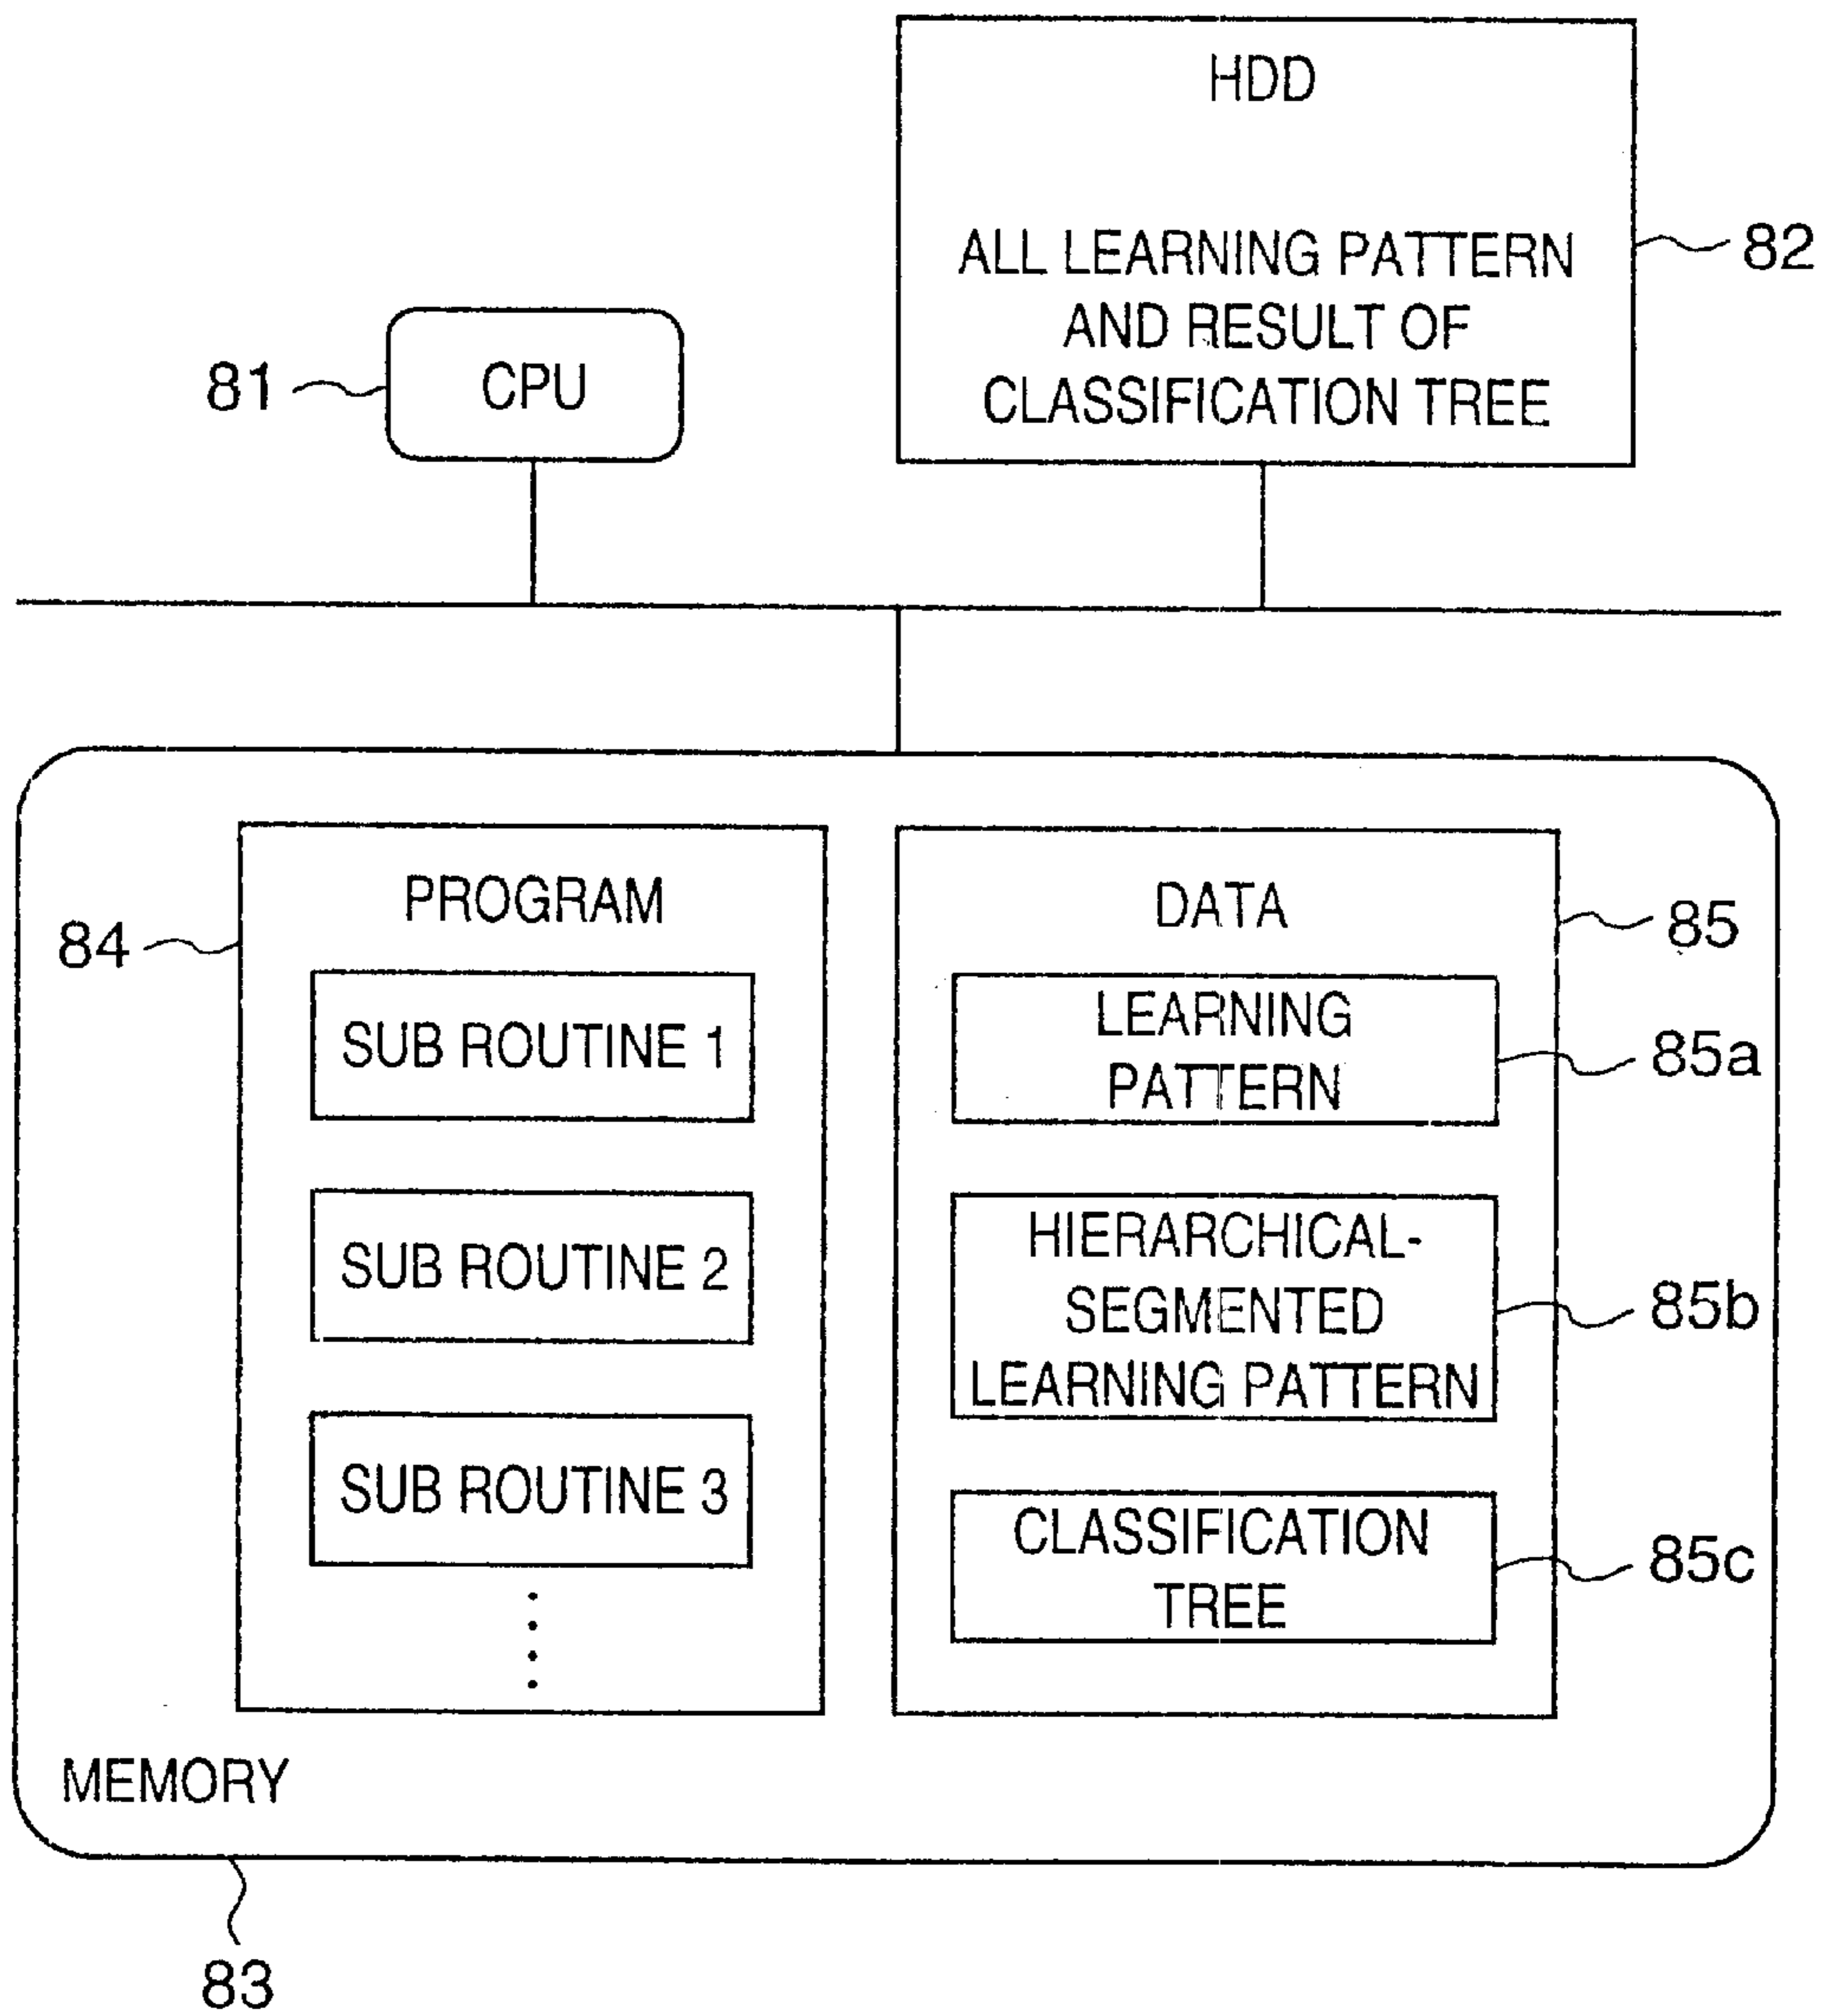 HDD
ALL LEARNING PATTERN
AND RESULT OF
CLASSIFICATION TREE
82
81
CPU
PROGRAM
84
SUB ROUTINE 1
SUB ROUTINE 2
SUB ROUTINE 3
DATA
85
LEARNING
PATTERN
85a
HIERARCHICAL-
SEGMENTED
LEARNING PATTERN
85b
CLASSIFICATION
TREE
85c
MEMORY
83